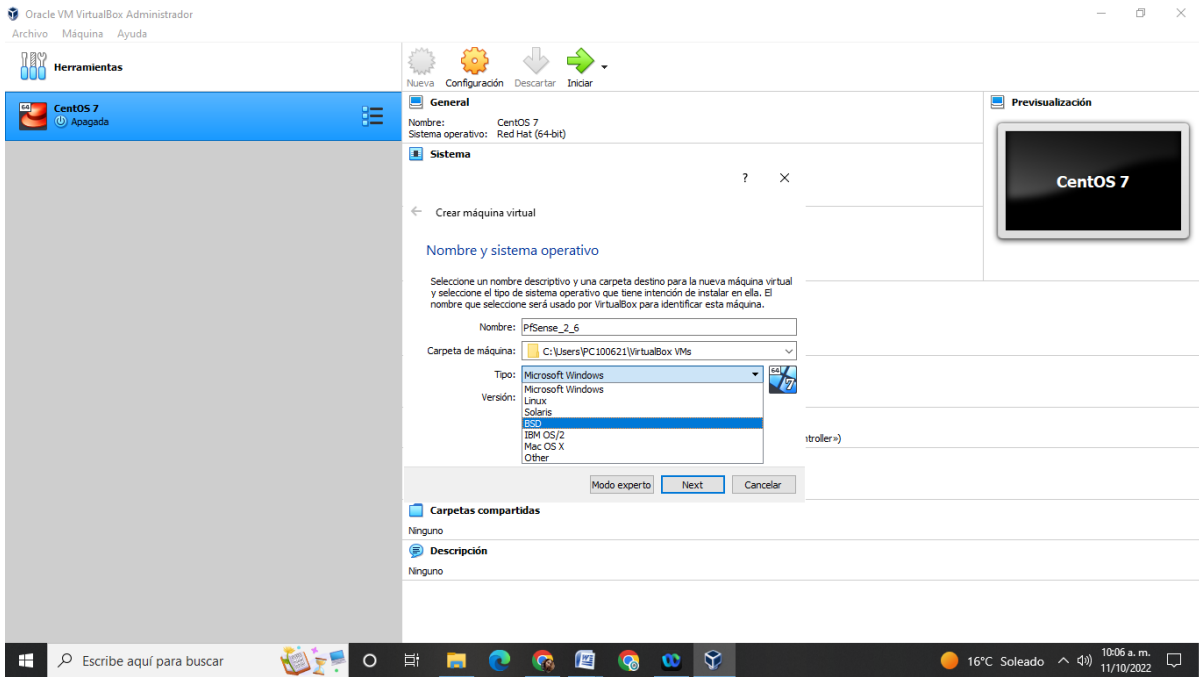 Oracle VM VirtualBox Administrador
Archivo Máquina Ayuda
Herramientas
Nueva Configuración Descartar Iniciar
64
CentOS 7
Apagada
General
Nombre: CentOS 7
Sistema operativo: Red Hat (64-bit)
Previsualización
CentOS 7
Sistema
?
Crear máquina virtual
Nombre y sistema operativo
Seleccione un nombre descriptivo y una carpeta destino para la nueva máquina virtual
y seleccione el tipo de sistema operativo que tiene intención de instalar en ella. El
nombre que seleccione será usado por VirtualBox para identificar esta máquina.
Nombre: PfSense_2_6
Carpeta de máquina: C:\Users\PC100621\VirtualBox VMs
Tipo: Microsoft Windows
64
7
Versión:
Microsoft Windows
Linux
Solaris
BSD
IBM OS/2
Mac OS X
Other
ntroller»)
Modo experto Next Cancelar
Carpetas compartidas
Ninguno
Descripción
Ninguno
Escribe aquí para buscar
16°C Soleado
10:06 a. m.
11/10/2022